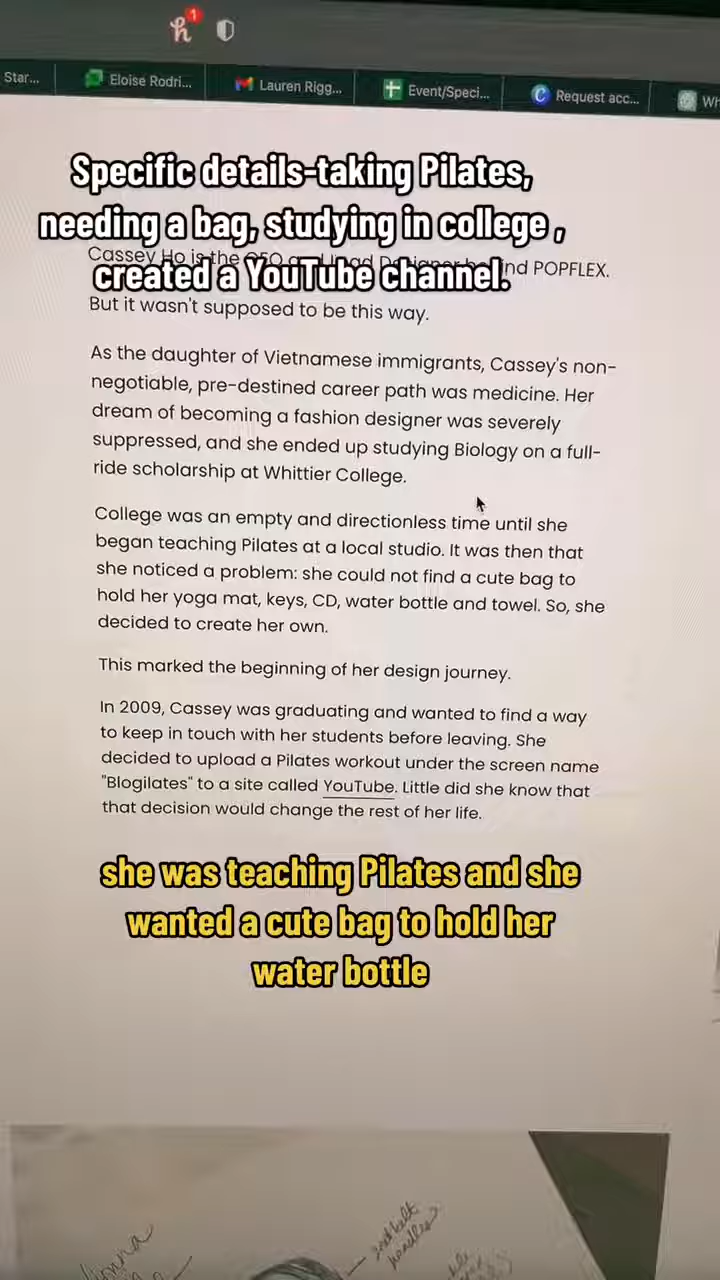 1
Star...
Eloise Rodri...
Lauren Rigg...
Event/Speci...
Request acc...
Wh
Specific details-taking Pilates,
needing a bag, studying in college ,
created a YouTube channel.
Cassey Ho is the CEO and Head Designer behind POPFLEX.
But it wasn't supposed to be this way.
As the daughter of Vietnamese immigrants, Cassey's non-
negotiable, pre-destined career path was medicine. Her
dream of becoming a fashion designer was severely
suppressed, and she ended up studying Biology on a full-
ride scholarship at Whittier College.
College was an empty and directionless time until she
began teaching Pilates at a local studio. It was then that
she noticed a problem: she could not find a cute bag to
hold her yoga mat, keys, CD, water bottle and towel. So, she
decided to create her own.
This marked the beginning of her design journey.
In 2009, Cassey was graduating and wanted to find a way
to keep in touch with her students before leaving. She
decided to upload a Pilates workout under the screen name
"Blogilates" to a site called YouTube. Little did she know that
that decision would change the rest of her life.
she was teaching Pilates and she
wanted a cute bag to hold her
water bottle
handles?